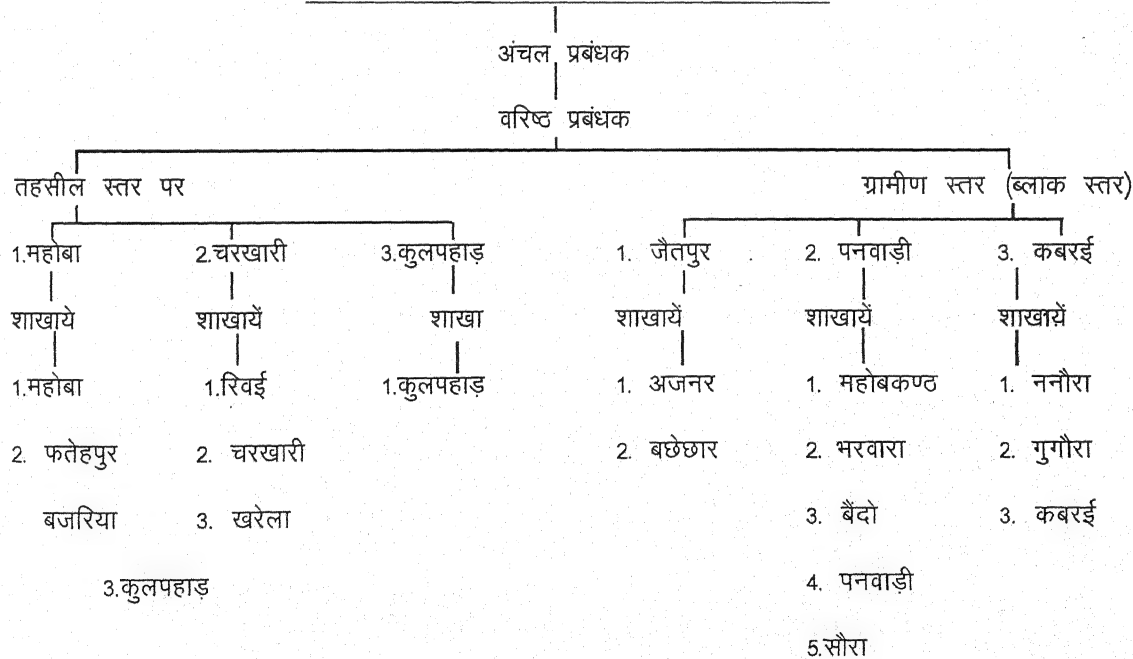 अंचल प्रबंधक
वरिष्ठ प्रबंधक
तहसील स्तर पर ग्रामीण स्तर (ब्लाक स्तर)
1.महोबा 2.चरखारी 3.कुलपहाड़ 1. जैतपुर 2. पनवाड़ी 3. कबरई
शाखाये शाखायें शाखा शाखायें शाखायें शाखायें
1.महोबा 1.रिवई 1.कुलपहाड़ 1. अजनर 1. महोबकण्ठ 1. ननौरा
2. फतेहपुर 2. चरखारी 2. बछेछार 2. भरवारा 2. गुगौरा
बजरिया 3. खरेला 3. बैंदो 3. कबरई
3.कुलपहाड़ 4. पनवाड़ी
5.सौरा